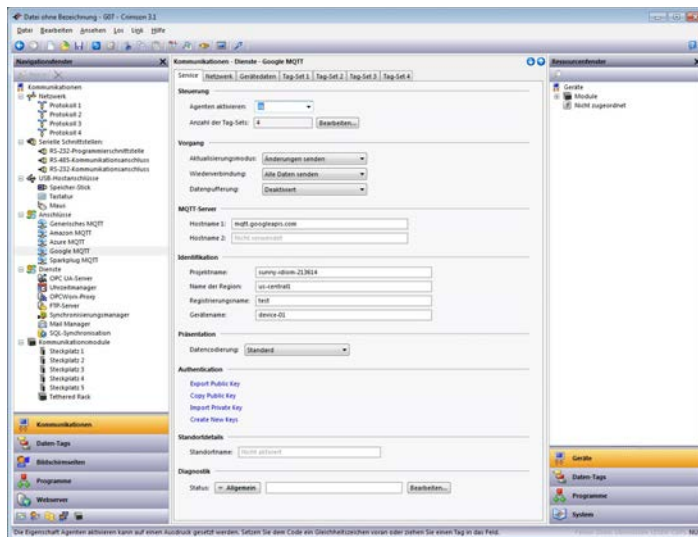 Datei ohne Bezeichnung - G07 - Crimson 3.1
Datei Bearbeiten Ansehen Los Link Hilfe
Navigationsfenster
Kommunikationen
Netzwerk
Protokoll 1
Protokoll 2
Protokoll 3
Protokoll 4
Serielle Schnittstellen
RS-232-Programmierschnittstelle
RS-485-Kommunikationsanschluss
RS-232-Kommunikationsanschluss
USB-Hostanschlüsse
Speicher-Stick
Tastatur
Maus
Anschlüsse
Generisches MQTT
Amazon MQTT
Azure MQTT
Google MQTT
Sparkplug MQTT
Dienste
OPC UA-Server
Uhrzeitmanager
OPCWorx-Proxy
FTP-Server
Synchronisierungsmanager
Mail Manager
SQL-Synchronisation
Kommunikationsmodule
Steckplatz 1
Steckplatz 2
Steckplatz 3
Steckplatz 4
Steckplatz 5
Tethered Rack
Kommunikationen
Daten-Tags
Bildschirmseiten
Programme
Webserver
Kommunikationen - Dienste - Google MQTT
Service Netzwerk Gerätedaten Tag-Set 1 Tag-Set 2 Tag-Set 3 Tag-Set 4
Steuerung
Agenten aktivieren: Ja
Anzahl der Tag-Sets: 4 Bearbeiten...
Vorgang
Aktualisierungsmodus: Änderungen senden
Wiederverbindung: Alle Daten senden
Datenpufferung: Deaktiviert
MQTT-Server
Hostname 1: mqtt.googleapis.com
Hostname 2: Nicht verwendet
Identifikation
Projektname: sunny-idiom-213614
Name der Region: us-central1
Registrierungsname: test
Gerätename: device-01
Präsentation
Datencodierung: Standard
Authentication
Export Public Key
Copy Public Key
Import Private Key
Create New Keys
Standortdetails
Standortname: Nicht aktiviert
Diagnostik
Status: Allgemein Bearbeiten...
Ressourcenfenster
Geräte
Module
Nicht zugeordnet
Geräte
Daten-Tags
Programme
System
Die Eigenschaft Agenten aktivieren kann auf einen Ausdruck gesetzt werden. Setzen Sie dem Code ein Gleichheitszeichen voran oder ziehen Sie einen Tag in das Feld.